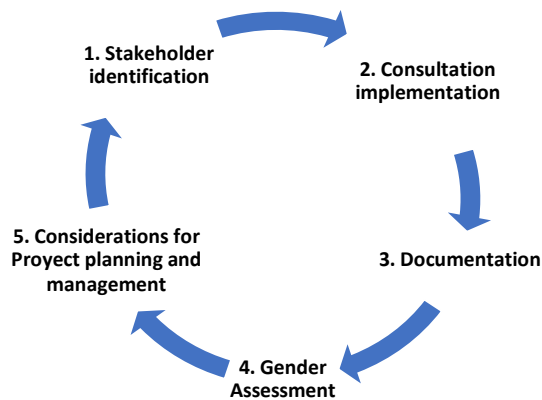 1. Stakeholder
identification
2. Consultation
implementation
3. Documentation
4. Gender
Assessment
5. Considerations for
Proyect planning and
management